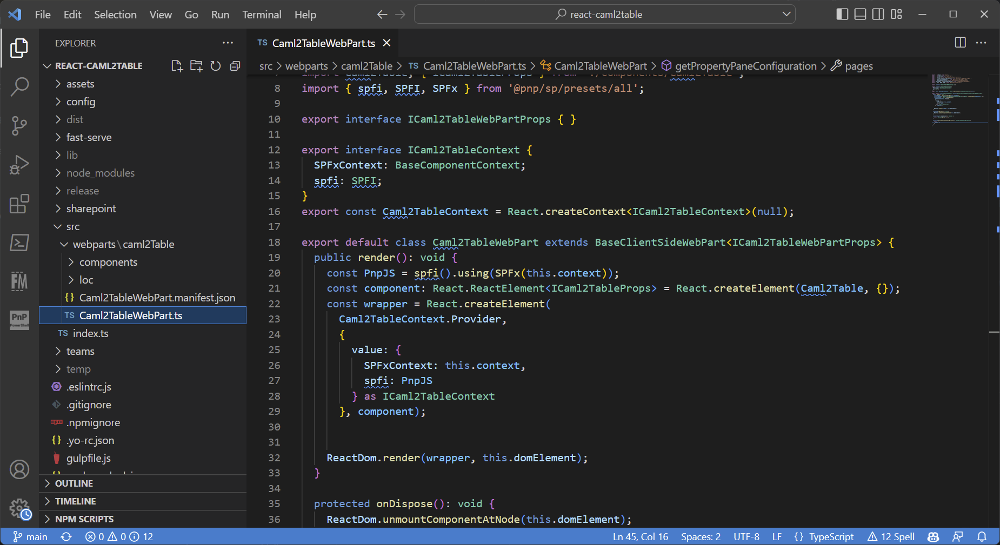 File Edit Selection View Go Run Terminal Help
react-caml2table
EXPLORER
REACT-CAML2TABLE
assets
config
dist
fast-serve
lib
node_modules
release
sharepoint
src
webparts\caml2Table
components
loc
{} Caml2TableWebPart.manifest.json
TS Caml2TableWebPart.ts
TS index.ts
teams
temp
.eslintrc.js
.gitignore
npm .npmignore
{} .yo-rc.json
gulpfile.js
OUTLINE
TIMELINE
NPM SCRIPTS
FM
PnP
PowerShell
TS Caml2TableWebPart.ts
src > webparts > caml2Table > TS Caml2TableWebPart.ts > Caml2TableWebPart > getPropertyPaneConfiguration > pages
8 import { spfi, SPFI, SPFx } from '@pnp/sp/presets/all';
9
10 export interface ICaml2TableWebPartProps { }
11
12 export interface ICaml2TableContext {
13 SPFxContext: BaseComponentContext;
14 spfi: SPFI;
15 }
16 export const Caml2TableContext = React.createContext<ICaml2TableContext>(null);
17
18 export default class Caml2TableWebPart extends BaseClientSideWebPart<ICaml2TableWebPartProps> {
19 public render(): void {
20 const PnpJS = spfi().using(SPFx(this.context));
21 const component: React.ReactElement<ICaml2TableProps> = React.createElement(Caml2Table, {});
22 const wrapper = React.createElement(
23 Caml2TableContext.Provider,
24 {
25 value: {
26 SPFxContext: this.context,
27 spfi: PnpJS
28 } as ICaml2TableContext
29 }, component);
30
31
32 ReactDom.render(wrapper, this.domElement);
33 }
34
35 protected onDispose(): void {
36 ReactDom.unmountComponentAtNode(this.domElement);
main 0 0 12 Ln 45, Col 16 Spaces: 2 UTF-8 LF {} TypeScript 12 Spell